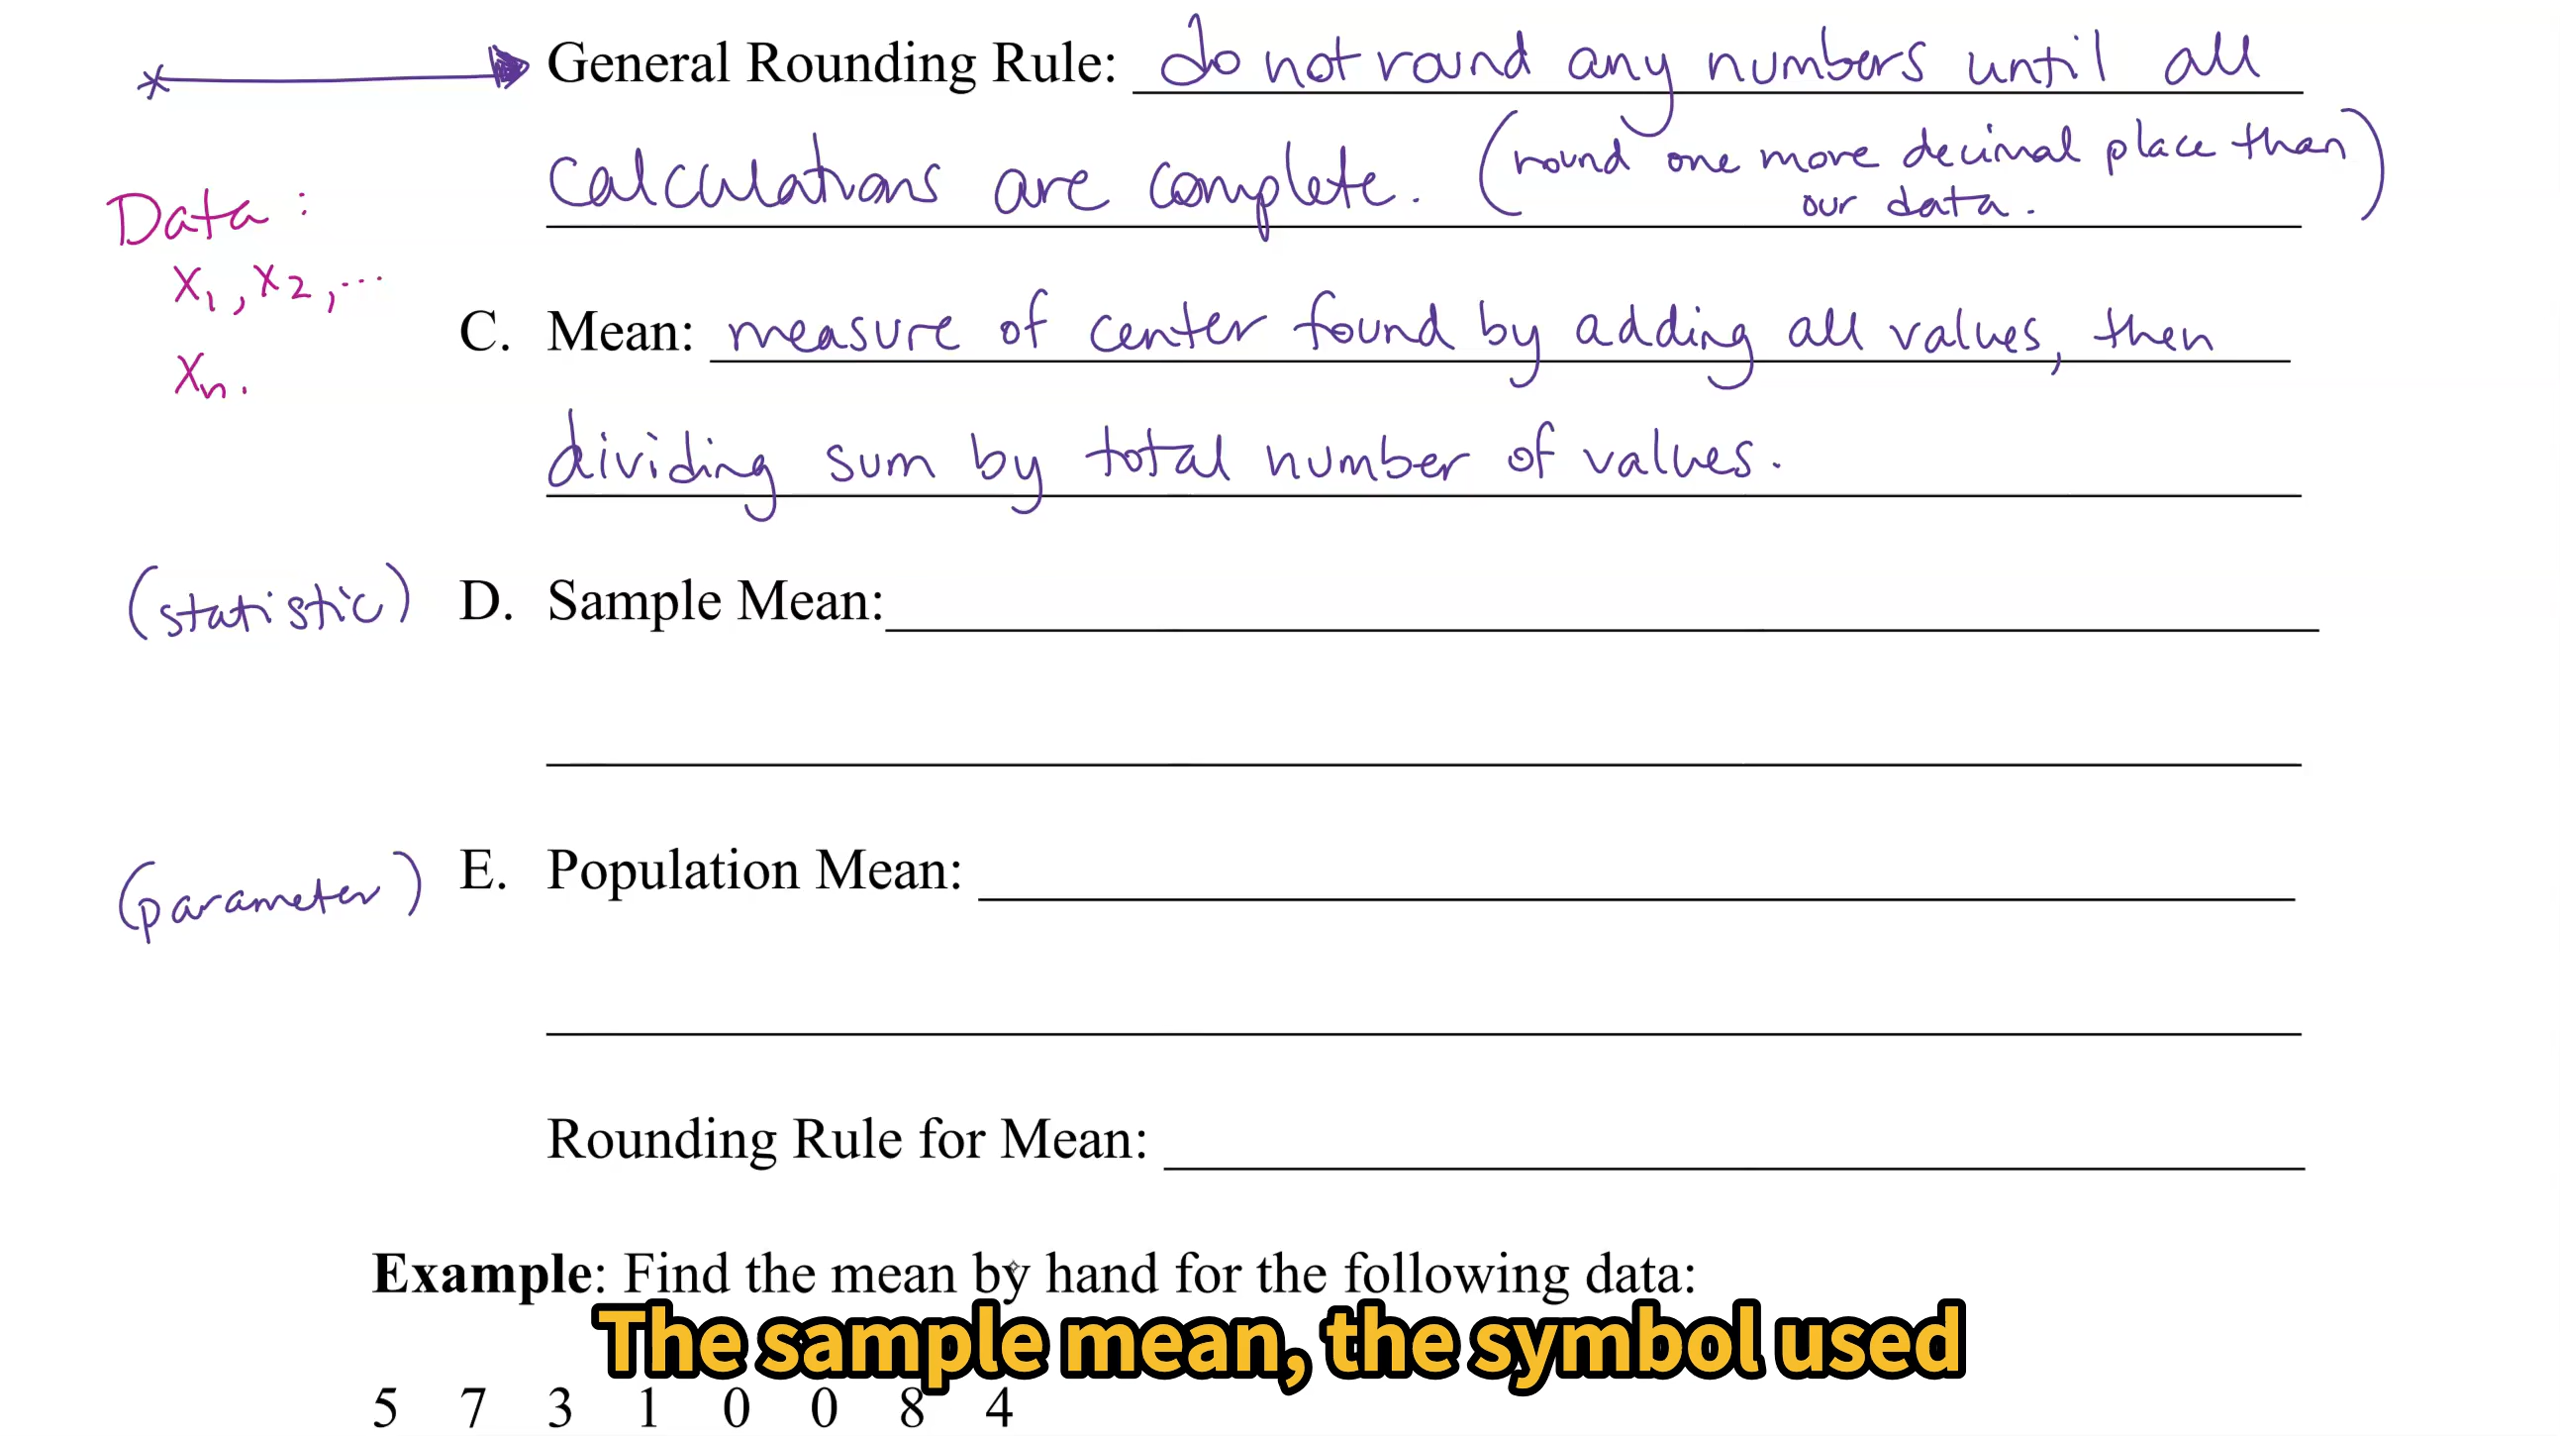 General Rounding Rule: do not round any numbers until all
calculations are complete. (round one more decimal place than
our data.)
Data:
x₁, x₂, ...
xₙ.
C. Mean: measure of center found by adding all values, then
dividing sum by total number of values.
(statistic) D. Sample Mean:
(parameter) E. Population Mean:
Rounding Rule for Mean:
Example: Find the mean by hand for the following data:
The sample mean, the symbol used
5 7 3 1 0 0 8 4